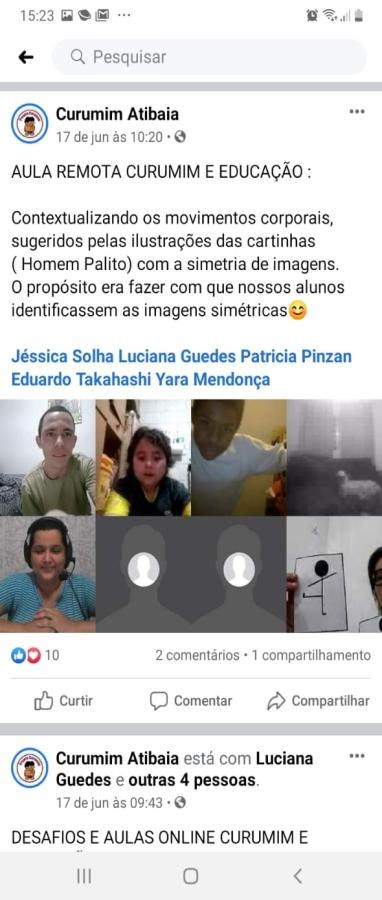 15:23
Pesquisar
Curumim Atibaia
17 de jun às 10:20
AULA REMOTA CURUMIM E EDUCAÇÃO :
Contextualizando os movimentos corporais,
sugeridos pelas ilustrações das cartinhas
( Homem Palito) com a simetria de imagens.
O propósito era fazer com que nossos alunos
identificassem as imagens simétricas😊
Jéssica Solha Luciana Guedes Patricia Pinzan
Eduardo Takahashi Yara Mendonça
10
2 comentários • 1 compartilhamento
Curtir
Comentar
Compartilhar
Curumim Atibaia está com Luciana
Guedes e outras 4 pessoas.
17 de jun às 09:43
DESAFIOS E AULAS ONLINE CURUMIM E